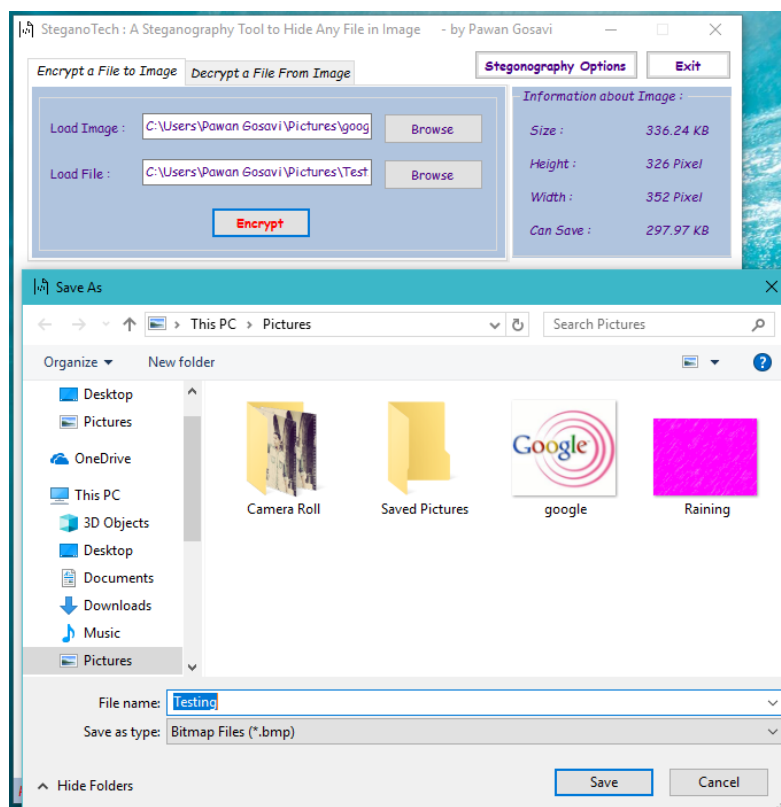 SteganoTech : A Steganography Tool to Hide Any File in Image - by Pawan Gosavi
Encrypt a File to Image
Decrypt a File From Image
Stegonography Options
Exit
Load Image :
C:\Users\Pawan Gosavi\Pictures\goog
Browse
Load File :
C:\Users\Pawan Gosavi\Pictures\Test
Browse
Encrypt
Information about Image :
Size : 336.24 KB
Height : 326 Pixel
Width : 352 Pixel
Can Save : 297.97 KB
Save As
This PC > Pictures
Search Pictures
Organize
New folder
Desktop
Pictures
OneDrive
This PC
3D Objects
Desktop
Documents
Downloads
Music
Pictures
Camera Roll
Saved Pictures
Google
google
Raining
File name: Testing
Save as type: Bitmap Files (*.bmp)
Hide Folders
Save
Cancel